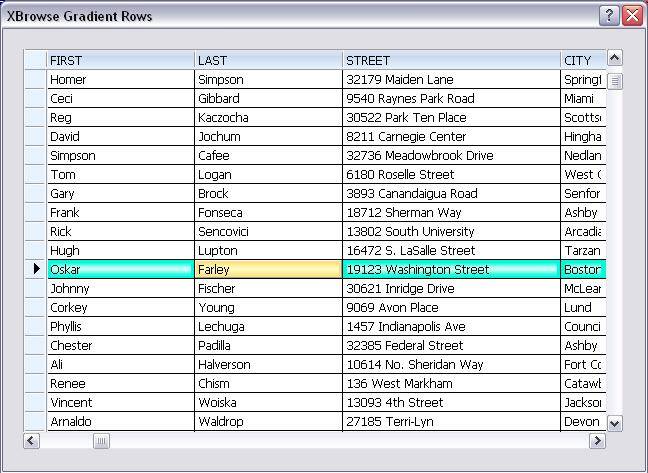 XBrowse Gradient Rows
FIRST LAST STREET CITY
Homer Simpson 32179 Maiden Lane Springf
Ceci Gibbard 9540 Raynes Park Road Miami
Reg Kaczocha 30522 Park Ten Place Scotts
David Jochum 8211 Carnegie Center Hingha
Simpson Cafee 32736 Meadowbrook Drive Nedlan
Tom Logan 6180 Roselle Street West C
Gary Brock 3893 Canandaigua Road Senfor
Frank Fonseca 18712 Sherman Way Ashby
Rick Sencovici 13802 South University Arcadia
Hugh Lupton 16472 S. LaSalle Street Tarzan
Oskar Farley 19123 Washington Street Boston
Johnny Fischer 30621 Inridge Drive McLear
Corkey Young 9069 Avon Place Lund
Phyllis Lechuga 1457 Indianapolis Ave Counci
Chester Padilla 32385 Federal Street Ashby
Ali Halverson 10614 No. Sheridan Way Fort Co
Renee Chism 136 West Markham Catawb
Vincent Woiska 13093 4th Street Jackson
Arnaldo Waldrop 27185 Terri-Lyn Devon